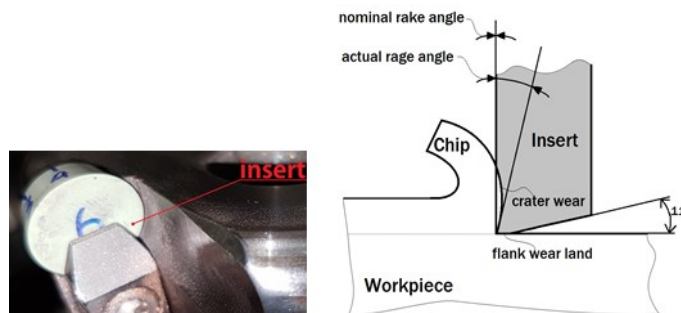 insert
6
nominal rake angle
actual rage angle
Chip
Insert
crater wear
flank wear land
Workpiece